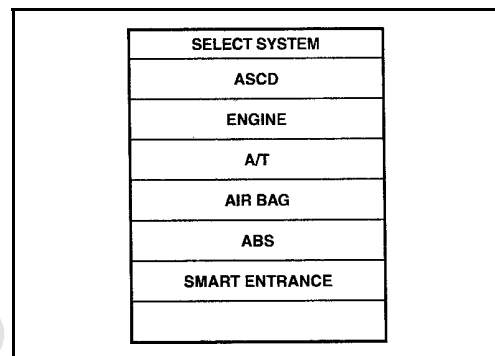 SELECT SYSTEM
ASCD
ENGINE
A/T
AIR BAG
ABS
SMART ENTRANCE